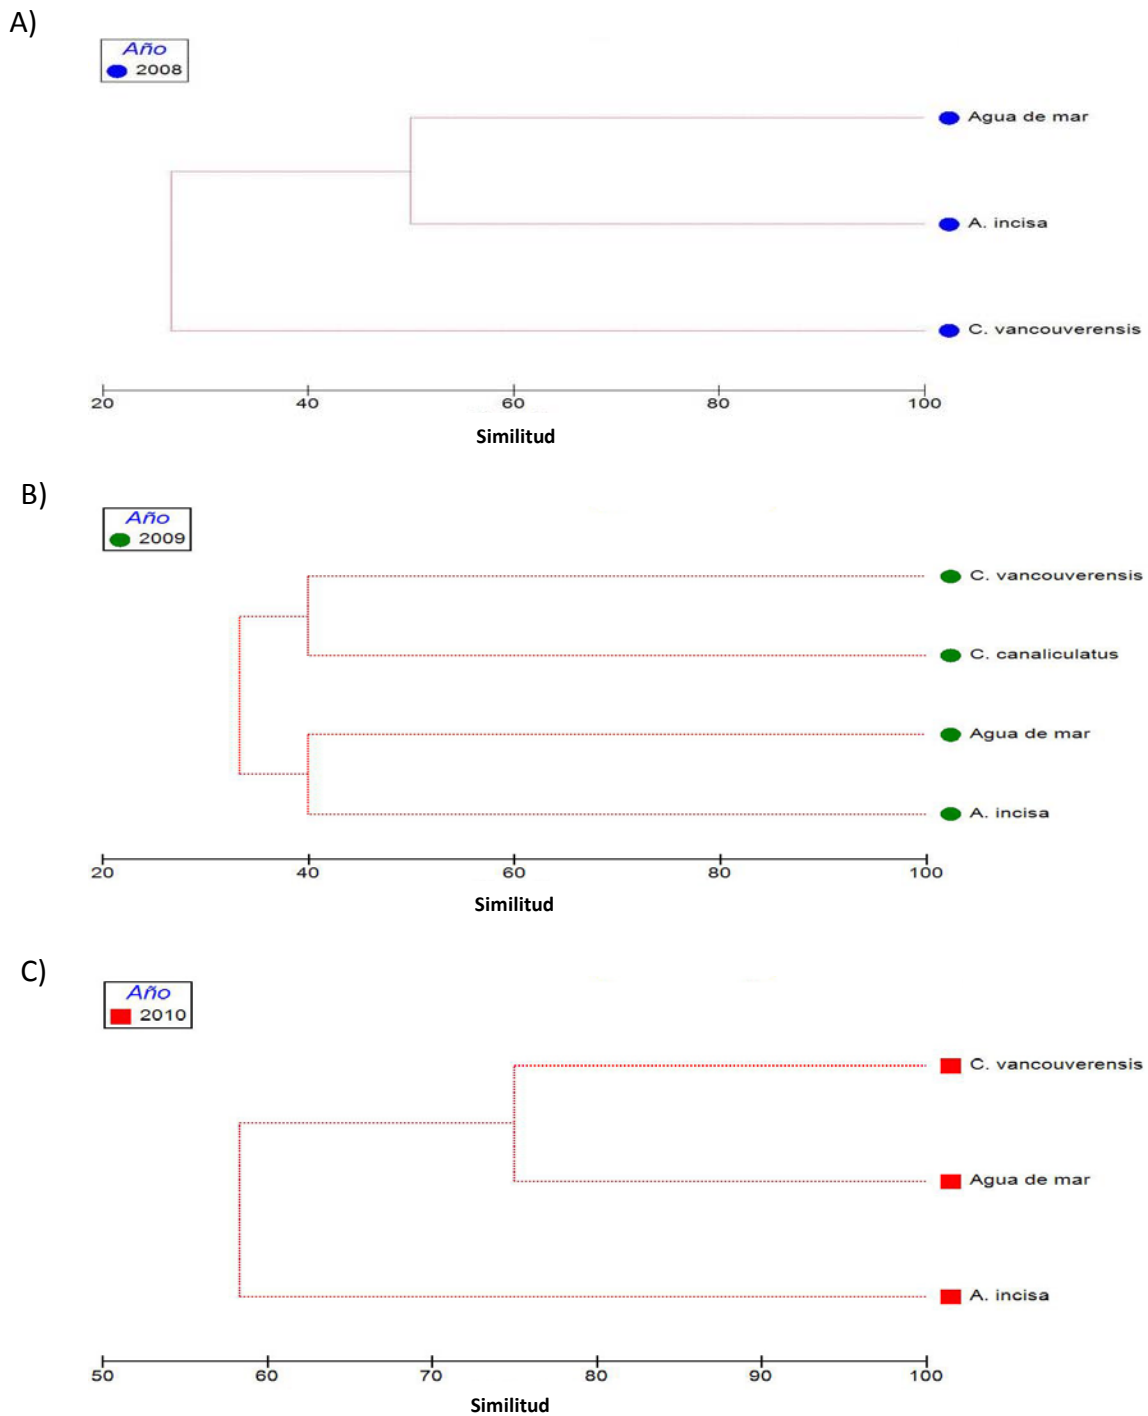 A)
Año
2008
Agua de mar
A. incisa
C. vancouverensis
20 40 60 80 100
Similitud
B)
Año
2009
C. vancouverensis
C. canaliculatus
Agua de mar
A. incisa
20 40 60 80 100
Similitud
C)
Año
2010
C. vancouverensis
Agua de mar
A. incisa
50 60 70 80 90 100
Similitud